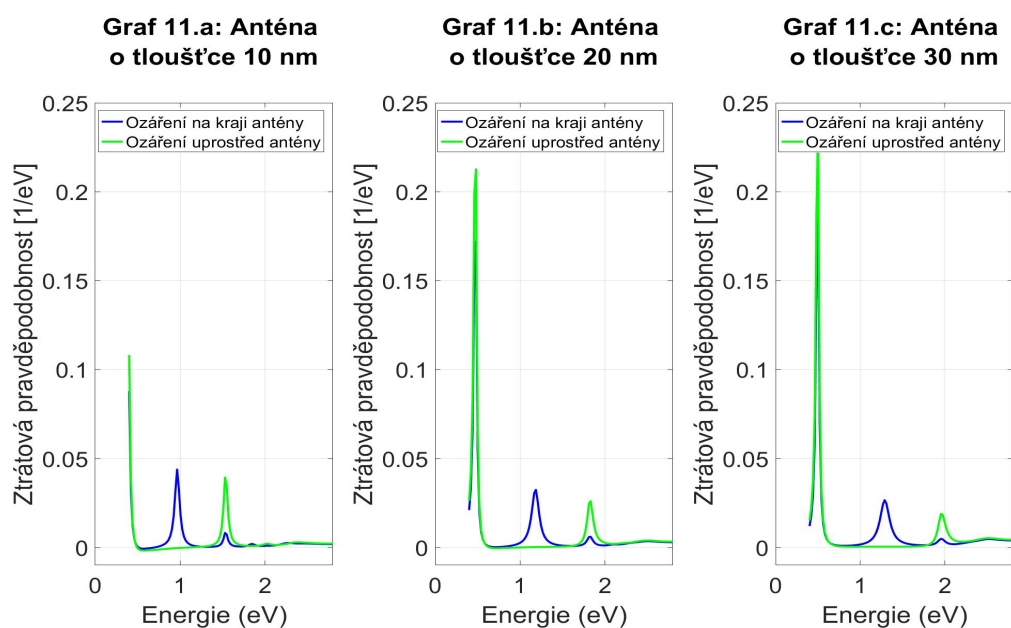 Graf 11.a: Anténa
o tloušťce 10 nm
0.25
0.2
0.15
0.1
0.05
0
0
1
2
Ozáření na kraji antény
Ozáření uprostřed antény
Ztrátová pravděpodobnost [1/eV]
Energie (eV)
Graf 11.b: Anténa
o tloušťce 20 nm
0.25
0.2
0.15
0.1
0.05
0
0
1
2
Ozáření na kraji antény
Ozáření uprostřed antény
Ztrátová pravděpodobnost [1/eV]
Energie (eV)
Graf 11.c: Anténa
o tloušťce 30 nm
0.25
0.2
0.15
0.1
0.05
0
0
1
2
Ozáření na kraji antény
Ozáření uprostřed antény
Ztrátová pravděpodobnost [1/eV]
Energie (eV)